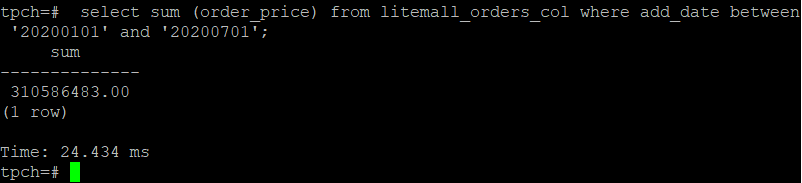 tpch=#  select sum (order_price) from litemall_orders_col where add_date between
 '20200101' and '20200701';
     sum
--------------
 310586483.00
(1 row)
Time: 24.434 ms
tpch=#